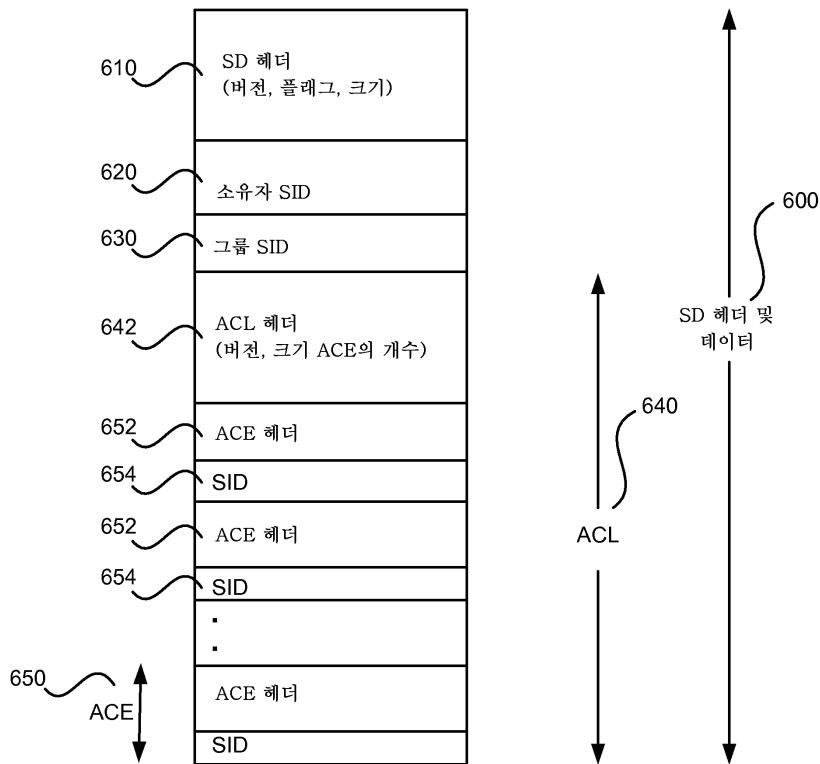 610
SD 헤더
(버전, 플래그, 크기)
620
소유자 SID
630
그룹 SID
642
ACL 헤더
(버전, 크기 ACE의 개수)
652
ACE 헤더
654
SID
652
ACE 헤더
654
SID
.
.
650
ACE
ACE 헤더
SID
640
ACL
600
SD 헤더 및
테이터